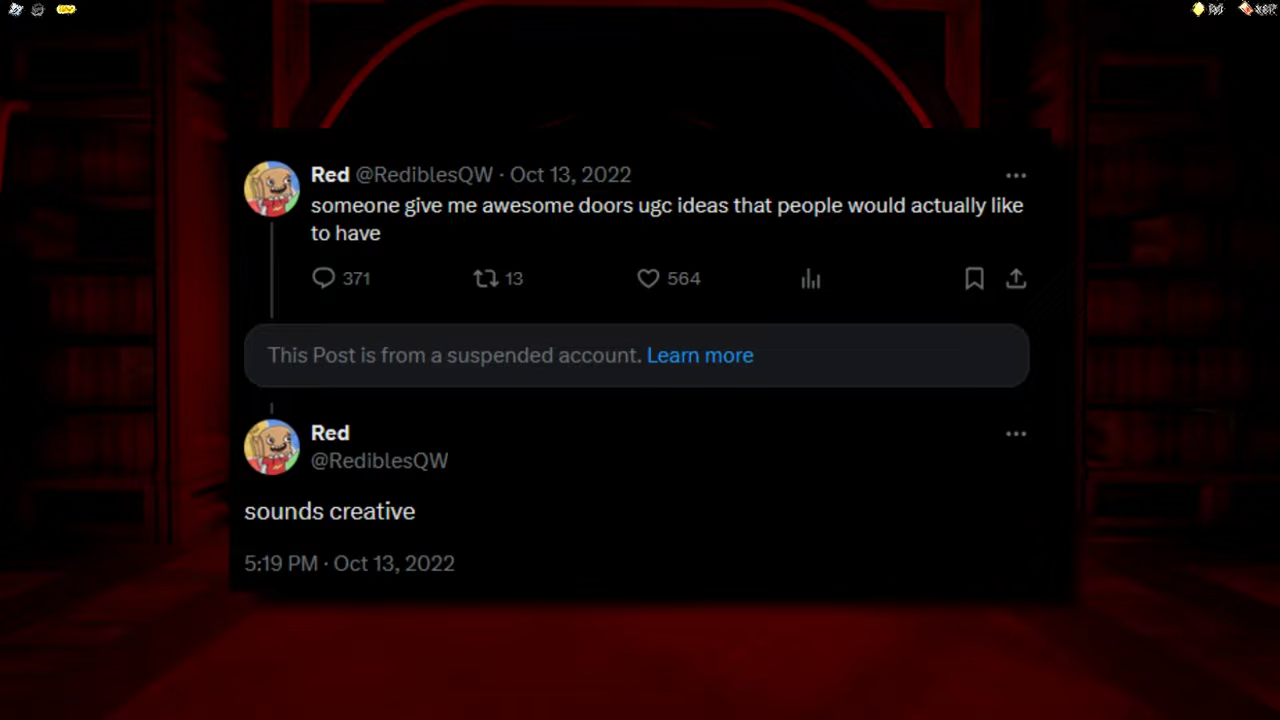 Red @RediblesQW · Oct 13, 2022
someone give me awesome doors ugc ideas that people would actually like
to have
371 13 564
This Post is from a suspended account. Learn more
Red
@RediblesQW
sounds creative
5:19 PM · Oct 13, 2022